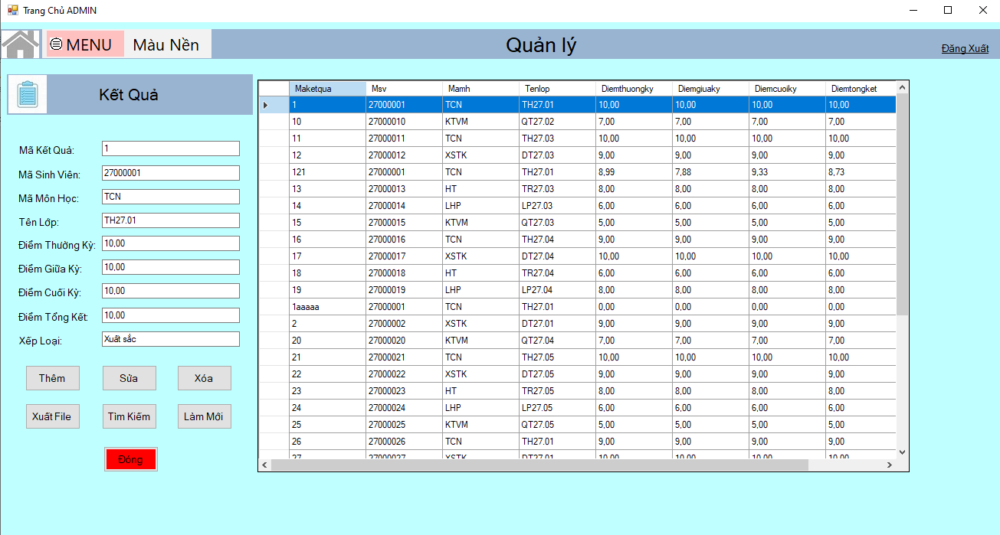 Trang Chủ ADMIN
MENU Màu Nền Quản lý Đăng Xuất
Kết Quả
Mã Kết Quả: 1
Mã Sinh Viên: 27000001
Mã Môn Học: TCN
Tên Lớp: TH27.01
Điểm Thường Kỳ: 10,00
Điểm Giữa Kỳ: 10,00
Điểm Cuối Kỳ: 10,00
Điểm Tổng Kết: 10,00
Xếp Loại: Xuất sắc
Thêm Sửa Xóa
Xuất File Tìm Kiếm Làm Mới
Đóng
Maketqua Msv Mamh Tenlop Diemthuongky Diemgiuaky Diemcuoiky Diemtongket
1 27000001 TCN TH27.01 10,00 10,00 10,00 10,00
10 27000010 KTVM QT27.02 7,00 7,00 7,00 7,00
11 27000011 TCN TH27.03 10,00 10,00 10,00 10,00
12 27000012 XSTK DT27.03 9,00 9,00 9,00 9,00
121 27000001 TCN TH27.01 8,99 7,88 9,33 8,73
13 27000013 HT TR27.03 8,00 8,00 8,00 8,00
14 27000014 LHP LP27.03 6,00 6,00 6,00 6,00
15 27000015 KTVM QT27.03 5,00 5,00 5,00 5,00
16 27000016 TCN TH27.04 9,00 9,00 9,00 9,00
17 27000017 XSTK DT27.04 10,00 10,00 10,00 10,00
18 27000018 HT TR27.04 6,00 6,00 6,00 6,00
19 27000019 LHP LP27.04 8,00 8,00 8,00 8,00
1aaaaa 27000001 TCN TH27.01 0,00 0,00 0,00 0,00
2 27000002 XSTK DT27.01 9,00 9,00 9,00 9,00
20 27000020 KTVM QT27.04 7,00 7,00 7,00 7,00
21 27000021 TCN TH27.05 10,00 10,00 10,00 10,00
22 27000022 XSTK DT27.05 9,00 9,00 9,00 9,00
23 27000023 HT TR27.05 8,00 8,00 8,00 8,00
24 27000024 LHP LP27.05 6,00 6,00 6,00 6,00
25 27000025 KTVM QT27.05 5,00 5,00 5,00 5,00
26 27000026 TCN TH27.01 9,00 9,00 9,00 9,00
27 27000027 XSTK DT27.01 10,00 10,00 10,00 10,00